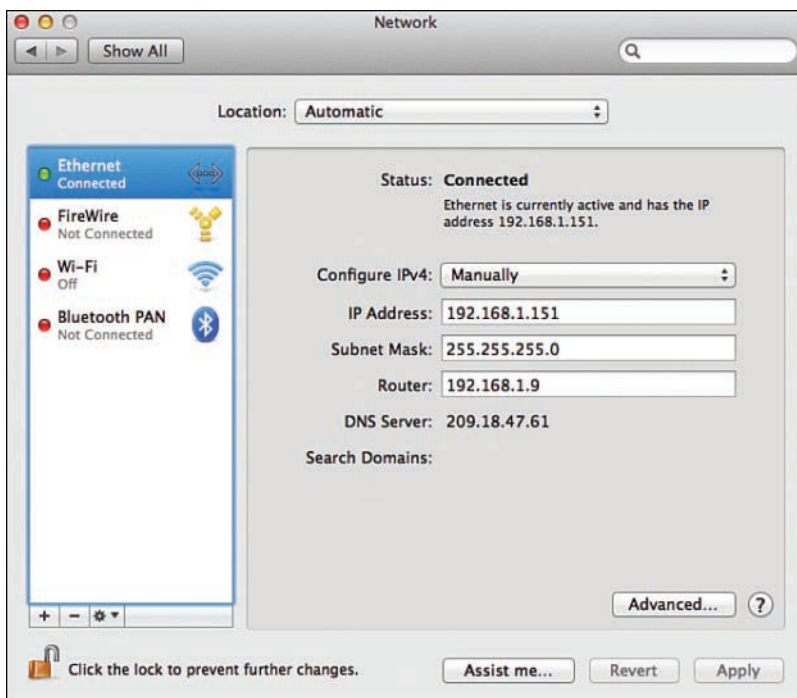 Network
Show All
Location: Automatic
Ethernet
Connected
FireWire
Not Connected
Wi-Fi
Off
Bluetooth PAN
Not Connected
Status: Connected
Ethernet is currently active and has the IP
address 192.168.1.151.
Configure IPv4: Manually
IP Address: 192.168.1.151
Subnet Mask: 255.255.255.0
Router: 192.168.1.9
DNS Server: 209.18.47.61
Search Domains:
Advanced... ?
+ -
Click the lock to prevent further changes.
Assist me... Revert Apply